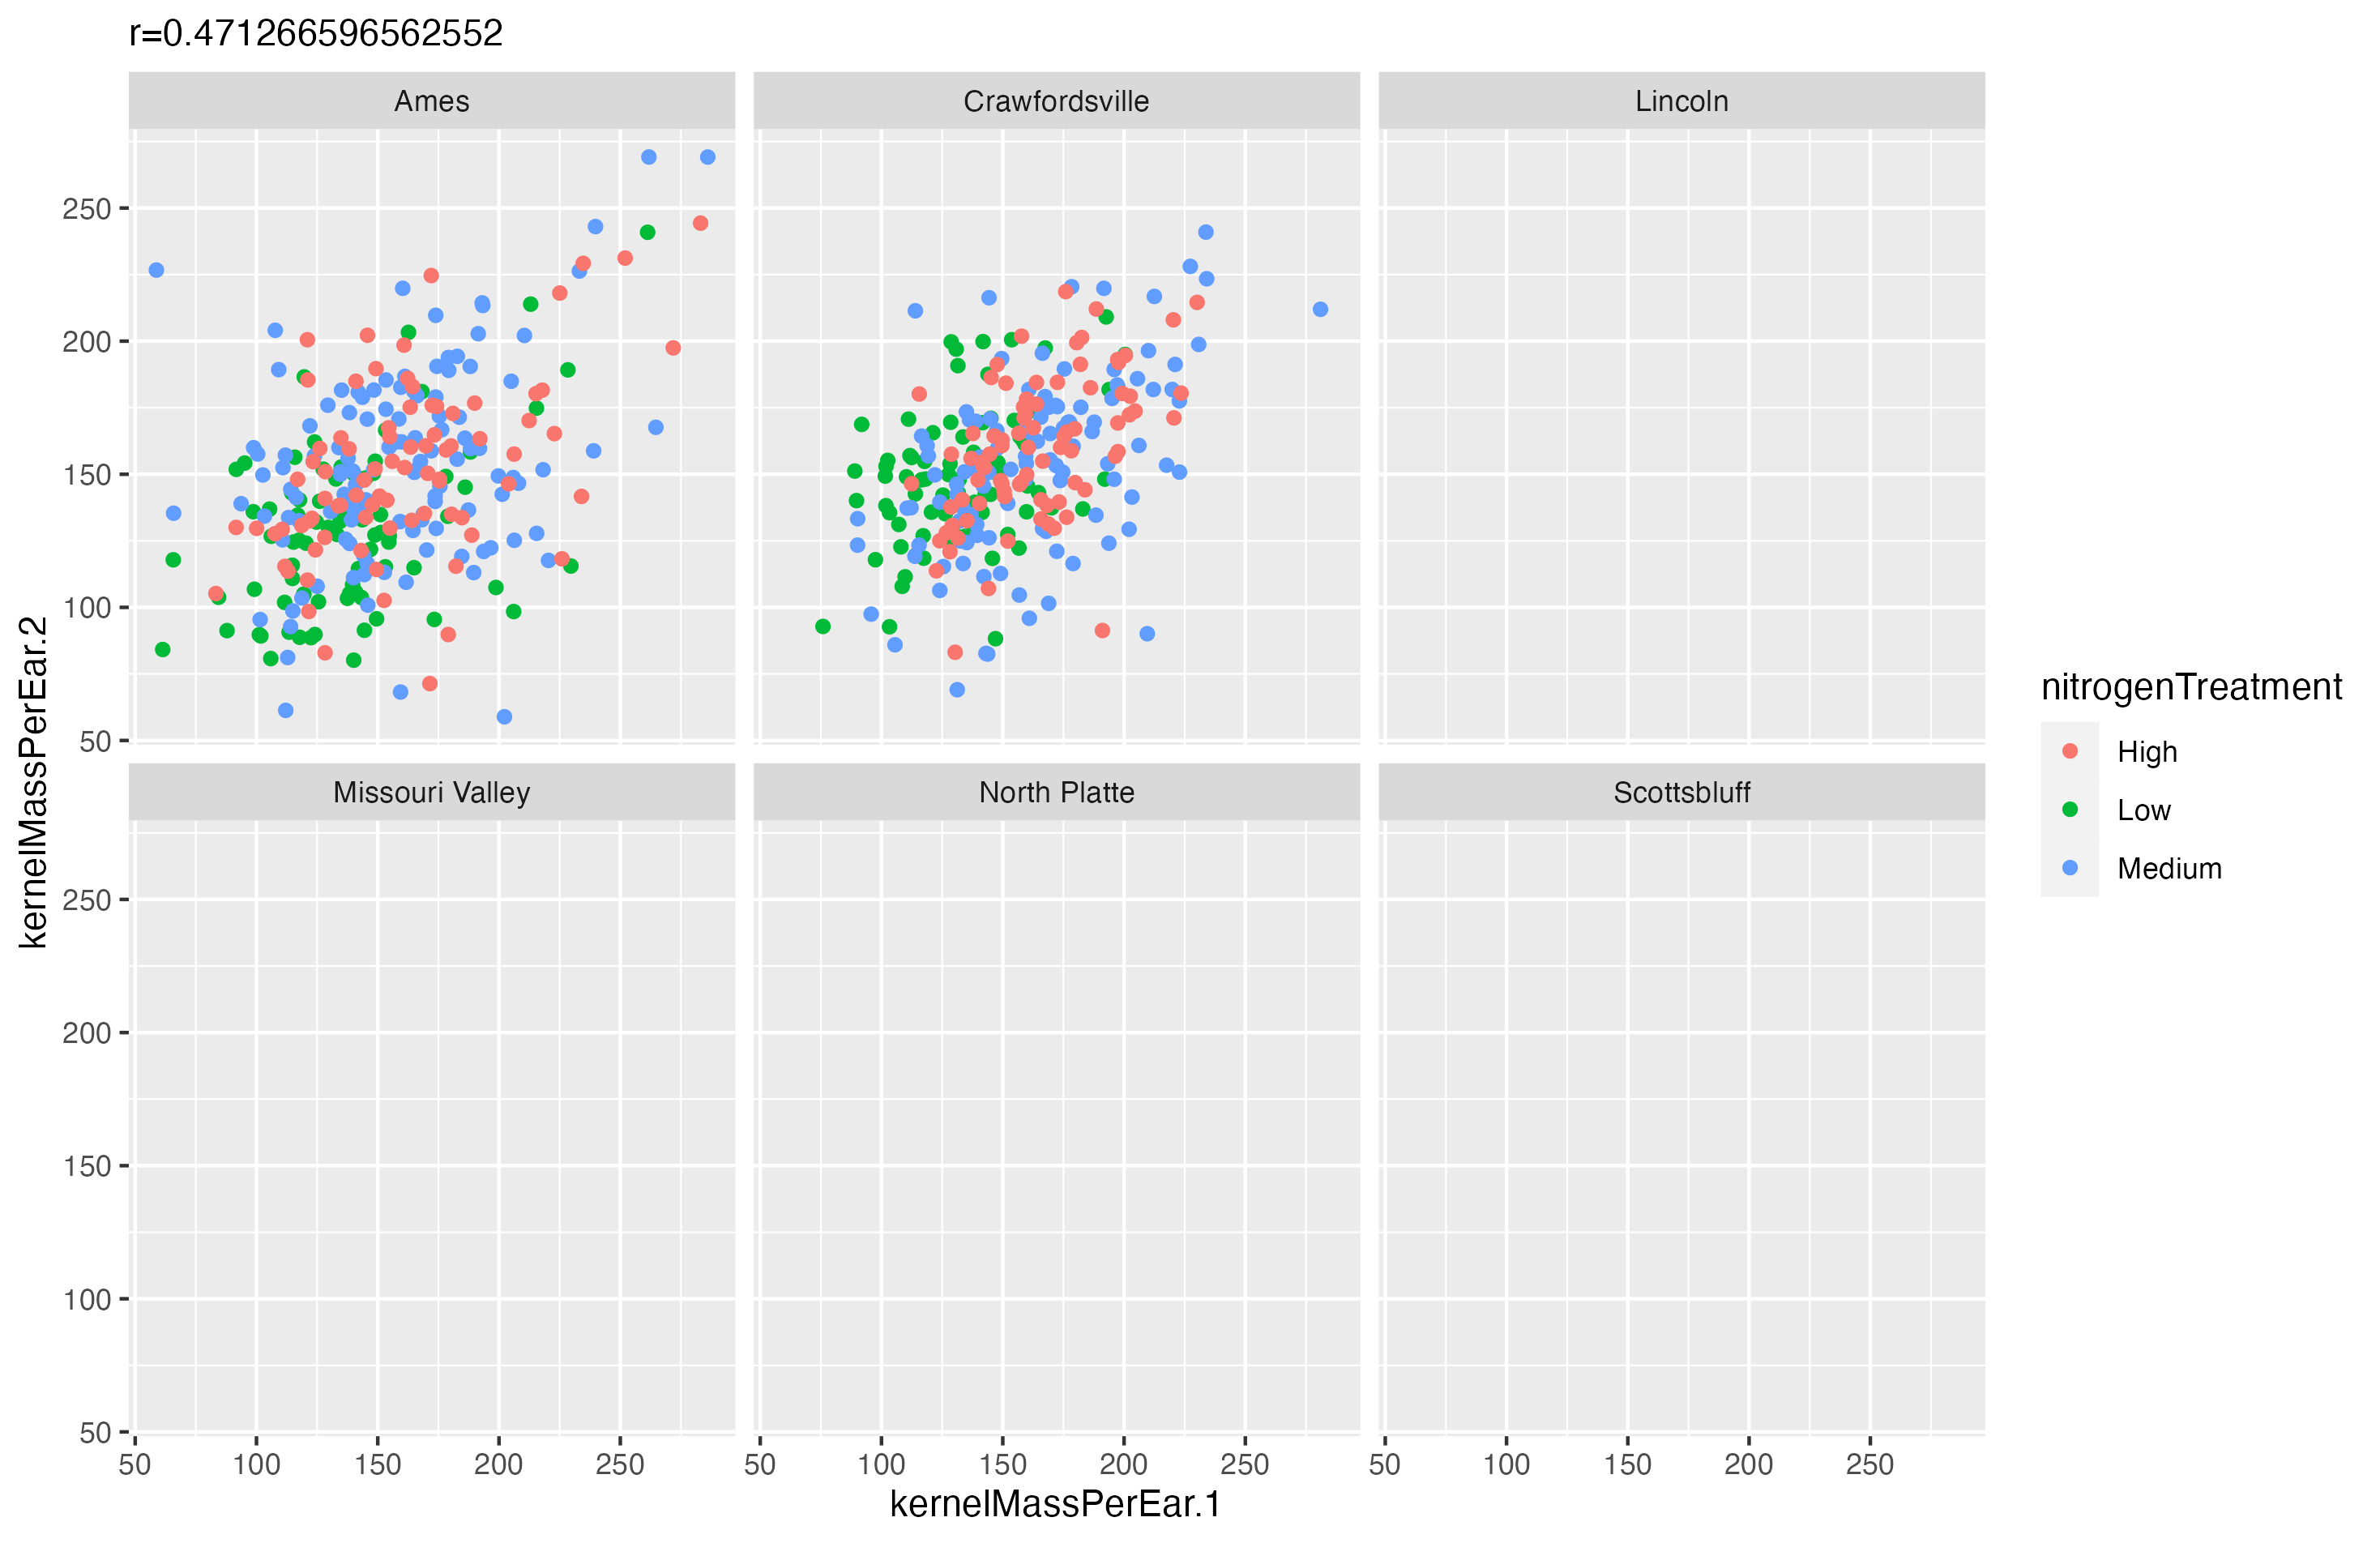 r=0.471266596562552
Ames
Crawfordsville
Lincoln
250
200
150
100
50
Missouri Valley
North Platte
Scottsbluff
250
200
150
100
50
50 100 150 200 250
50 100 150 200 250
50 100 150 200 250
kernelMassPerEar.1
kernelMassPerEar.2
nitrogenTreatment
High
Low
Medium